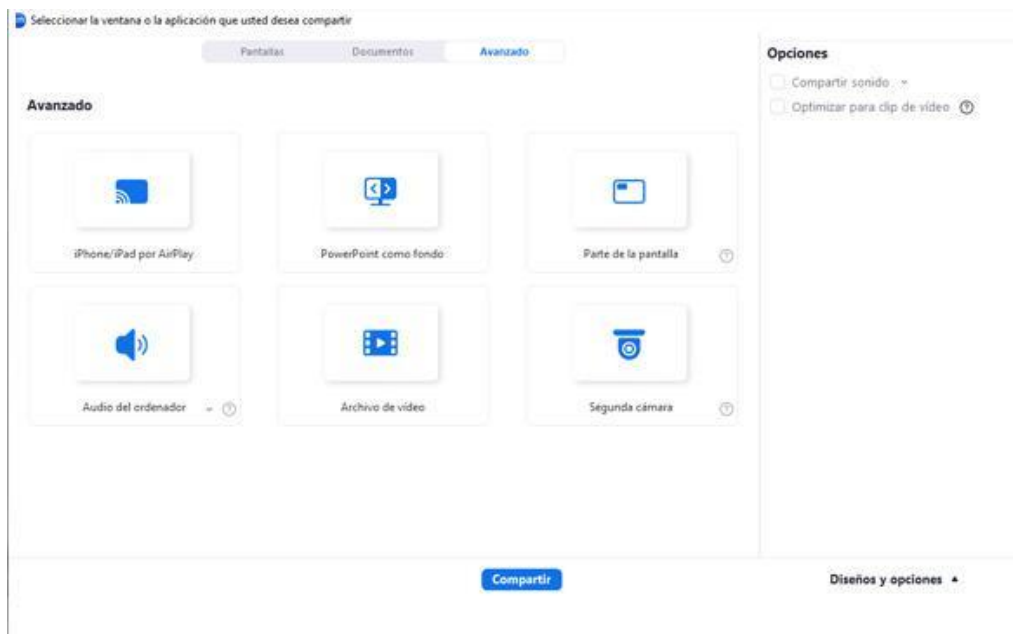 Seleccionar la ventana o la aplicación que usted desea compartir
Pantallas Documentos Avanzado
Opciones
Compartir sonido
Optimizar para clip de vídeo
Avanzado
iPhone/iPad por AirPlay
PowerPoint como fondo
Parte de la pantalla
Audio del ordenador
Archivo de vídeo
Segunda cámara
Compartir
Diseños y opciones